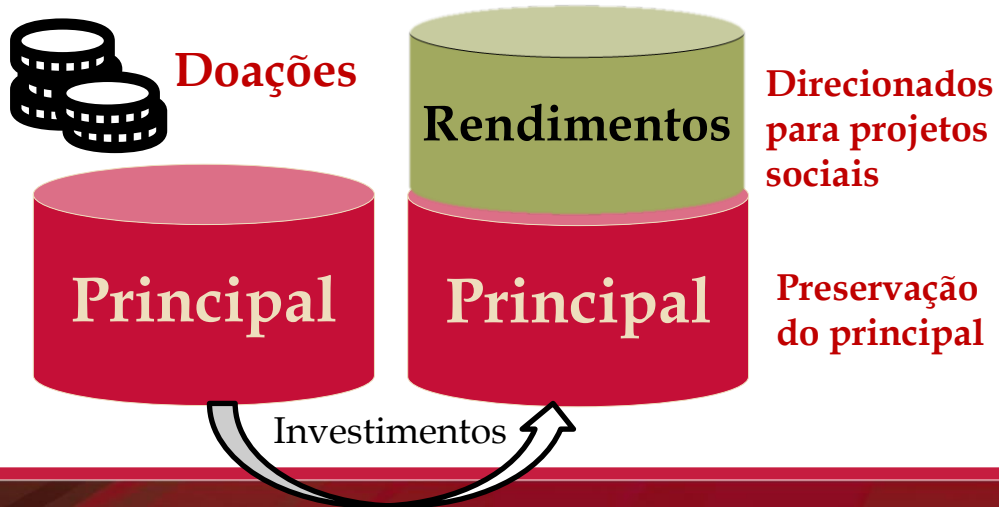 Doações
Principal
Investimentos
Rendimentos
Principal
Direcionados
para projetos
sociais
Preservação
do principal